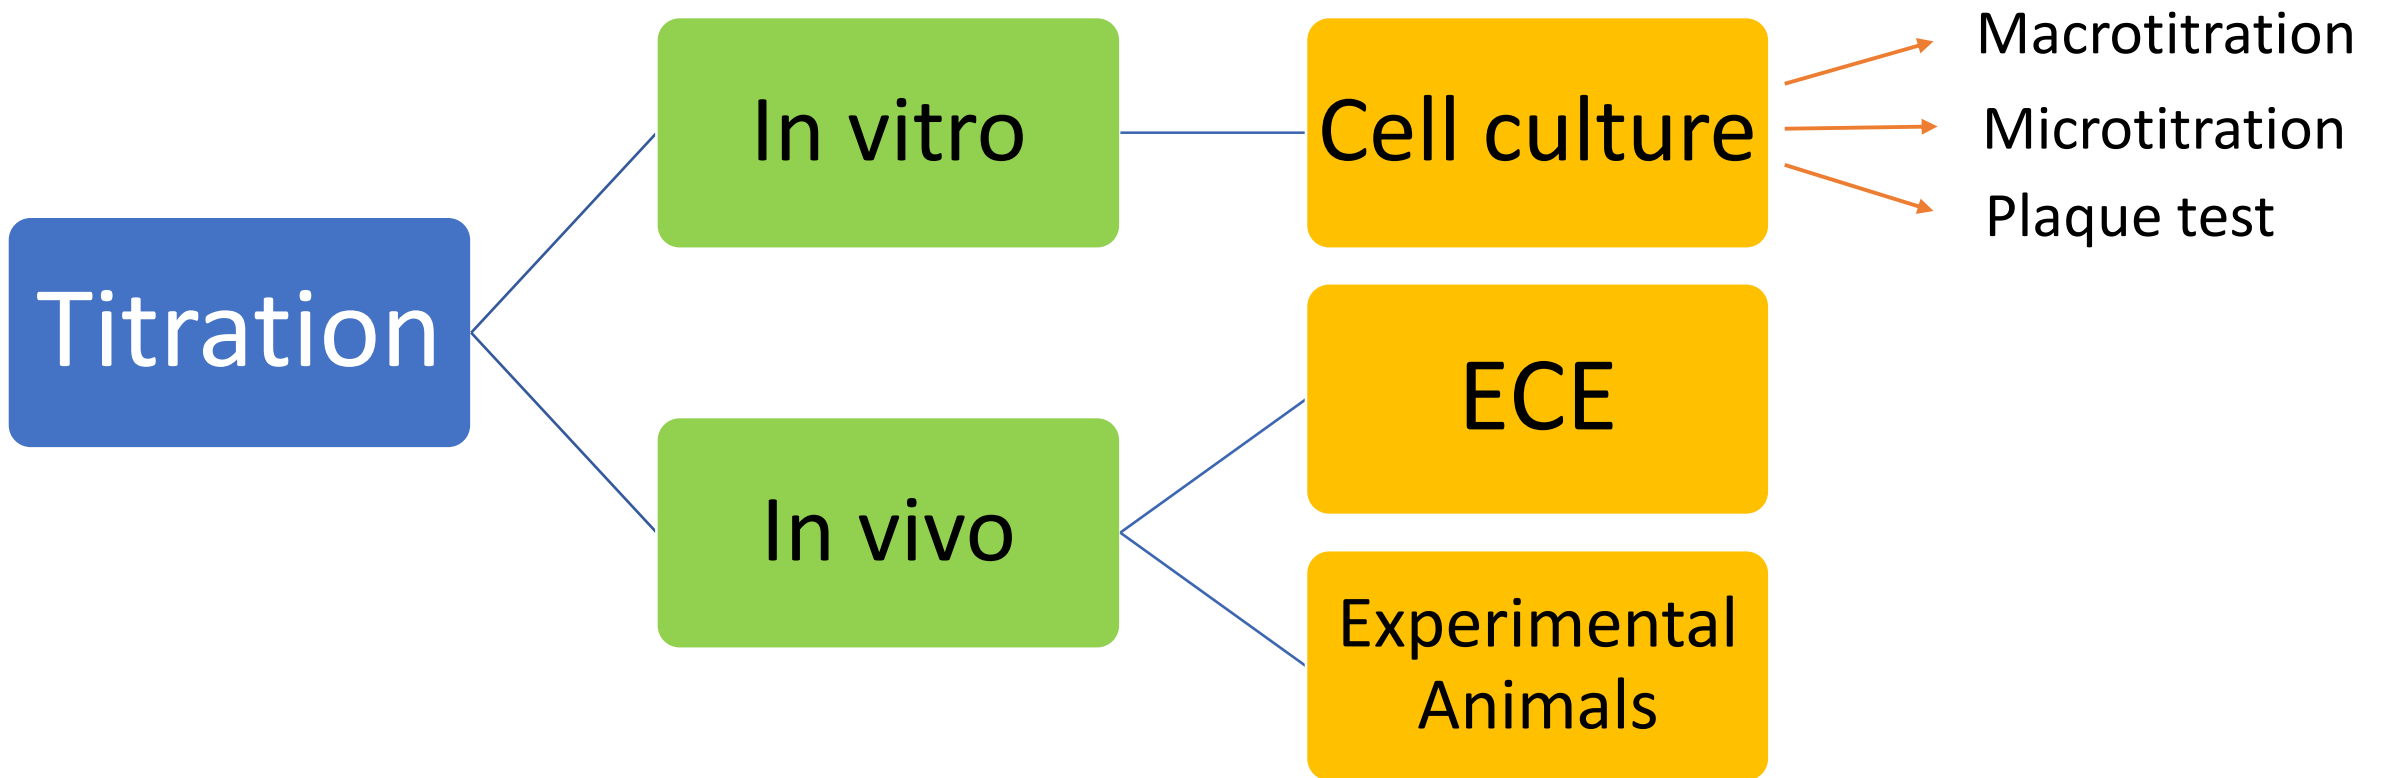 Titration
In vitro
In vivo
Cell culture
ECE
Experimental
Animals
Macrotitration
Microtitration
Plaque test